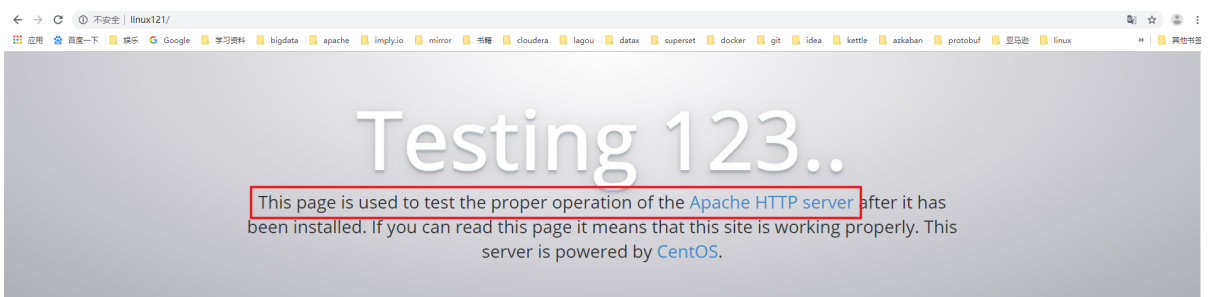 不安全 | linux121/
应用 百度一下 娱乐 Google 学习资料 bigdata apache imply.io mirror 书籍 cloudera lagou datax superset docker git idea kettle azkaban protobuf 亚马逊 linux » 其他书签
Testing 123..
This page is used to test the proper operation of the Apache HTTP server after it has
been installed. If you can read this page it means that this site is working properly. This
server is powered by CentOS.